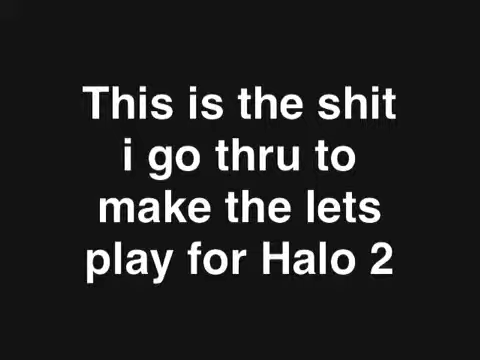 This is the shit
i go thru to
make the lets
play for Halo 2